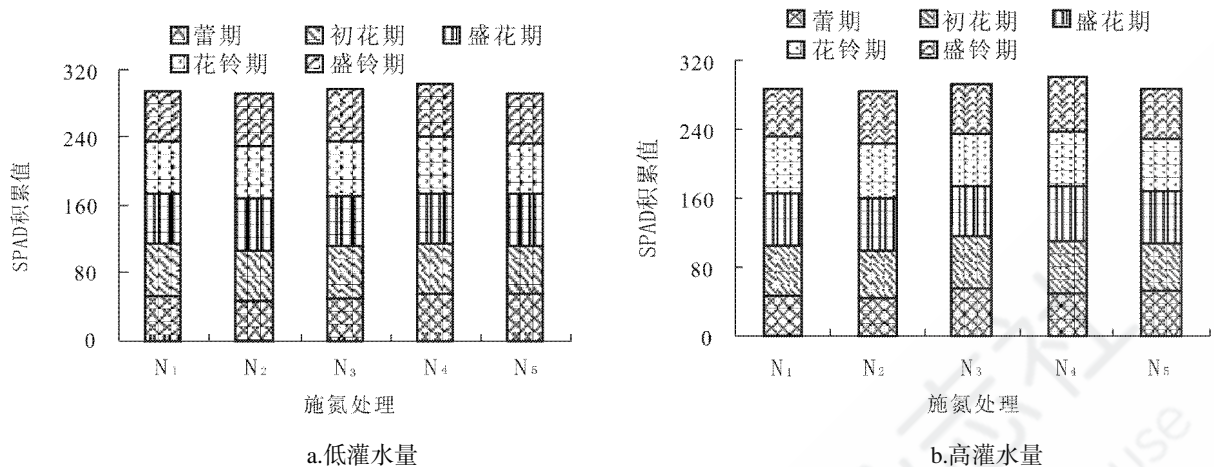 蕾期 初花期 盛花期
花铃期 盛铃期
SPAD积累值
320
240
160
80
0
N1 N2 N3 N4 N5
施氮处理
a.低灌水量
蕾期 初花期 盛花期
花铃期 盛铃期
SPAD积累值
320
240
160
80
0
N1 N2 N3 N4 N5
施氮处理
b.高灌水量
志社
use